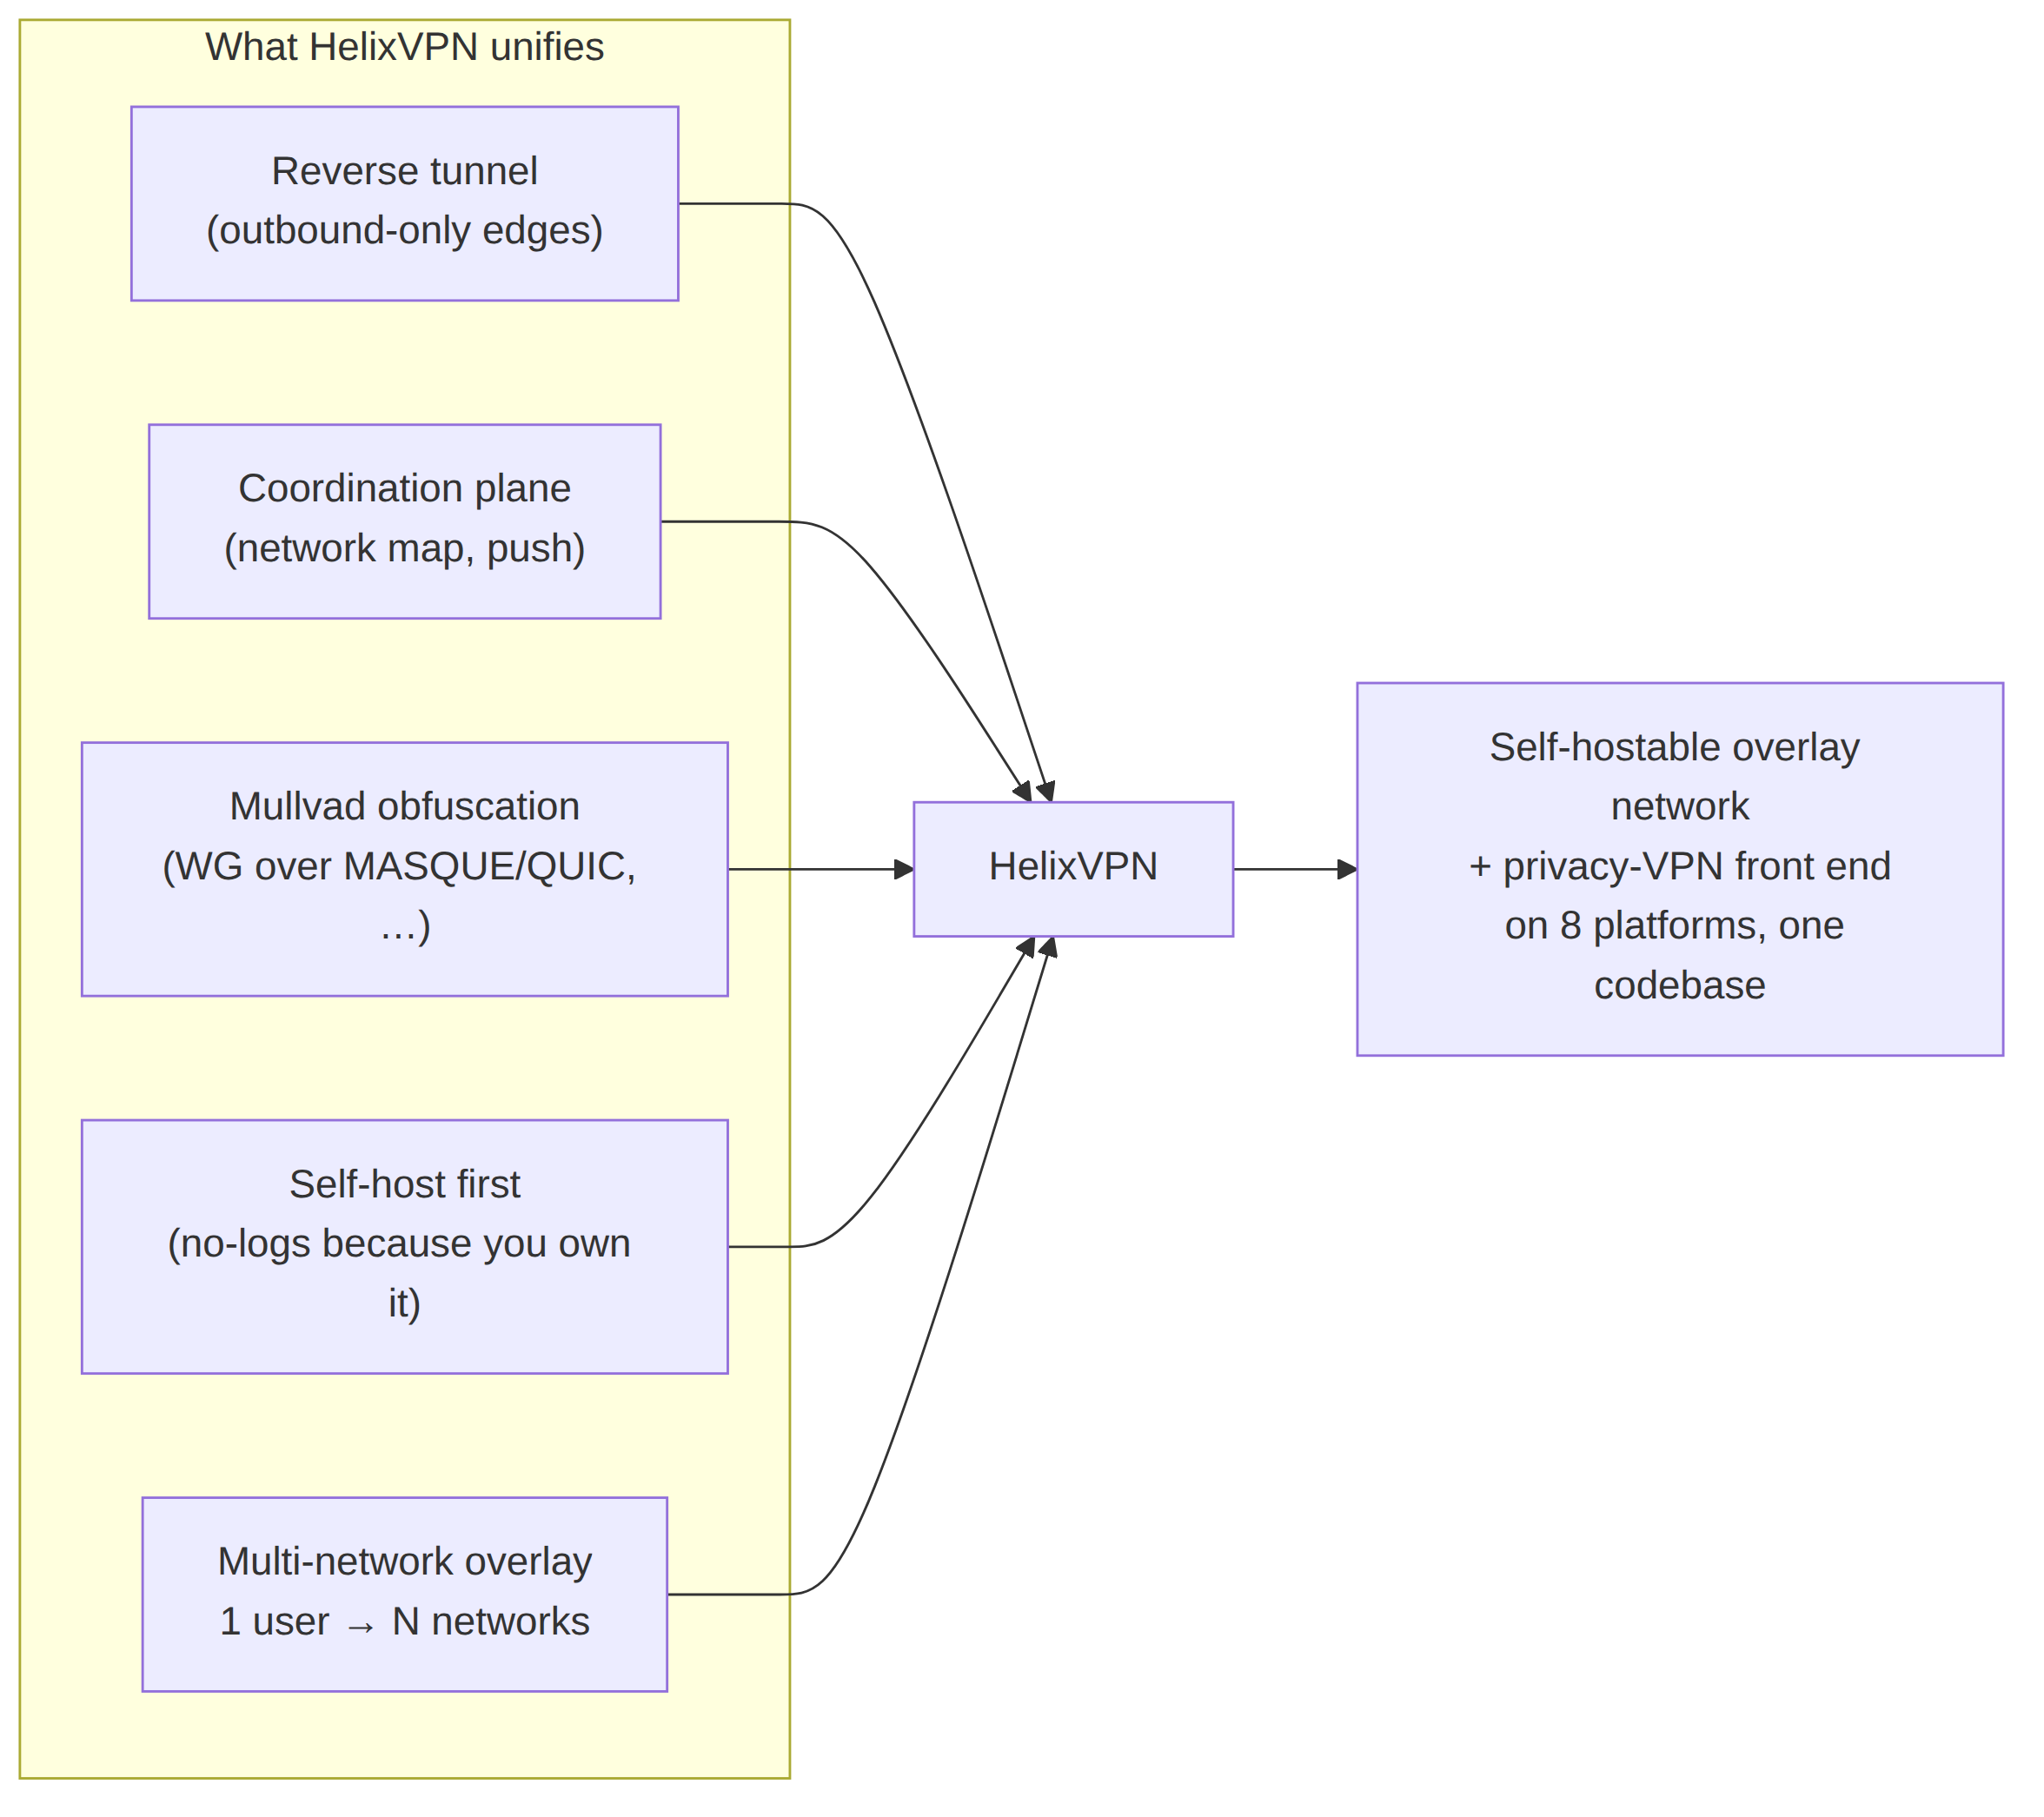 What HelixVPN unifies
Reverse tunnel
(outbound-only edges)
Coordination plane
(network map, push)
Mullvad obfuscation
(WG over MASQUE/QUIC,
…)
Self-host first
(no-logs because you own
it)
Multi-network overlay
1 user → N networks
HelixVPN
Self-hostable overlay
network
+ privacy-VPN front end
on 8 platforms, one
codebase